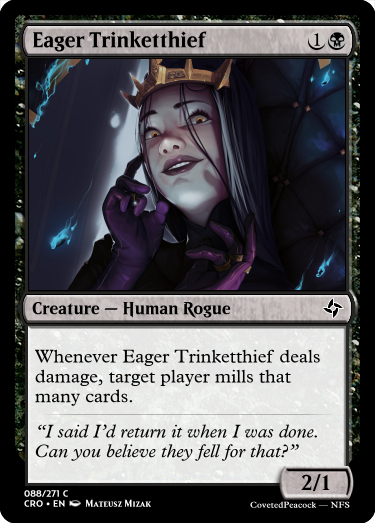 Eager Trinketthief 1
Creature — Human Rogue
Whenever Eager Trinketthief deals
damage, target player mills that
many cards.
“I said I’d return it when I was done.
Can you believe they fell for that?”
2/1
088/271 C
CRO • EN Mateusz Mizak
CovetedPeacock — NFS